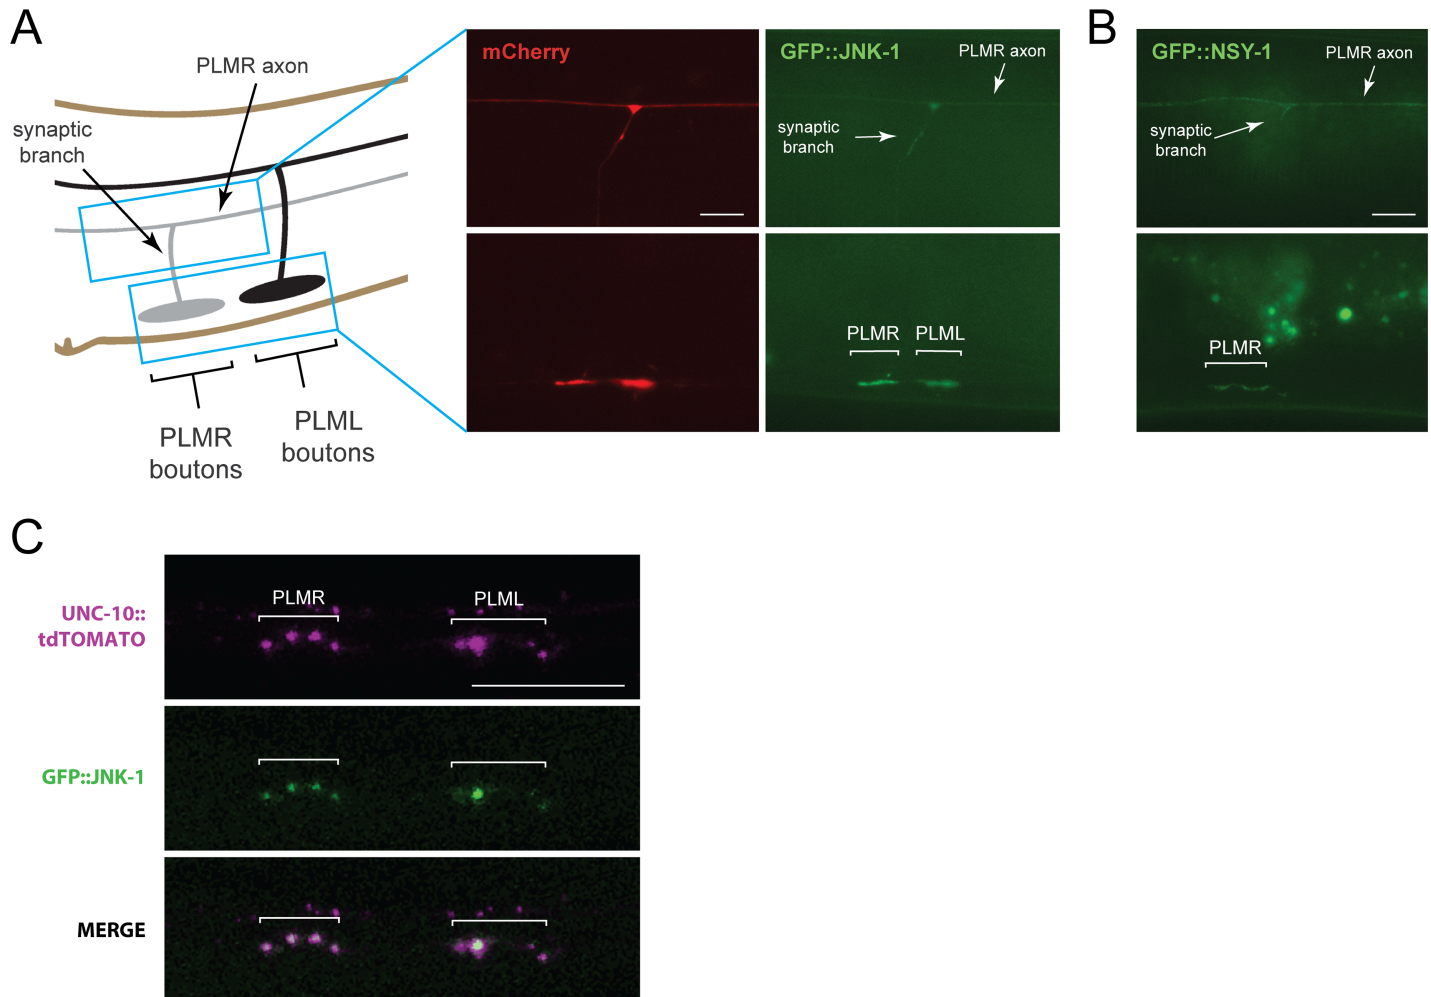 A
PLMR axon
synaptic
branch
PLMR
boutons
PLML
boutons
mCherry
GFP::JNK-1
PLMR axon
synaptic
branch
PLMR
PLML
B
GFP::NSY-1
PLMR axon
synaptic
branch
PLMR
C
UNC-10::
tdTOMATO
PLMR
PLML
GFP::JNK-1
MERGE